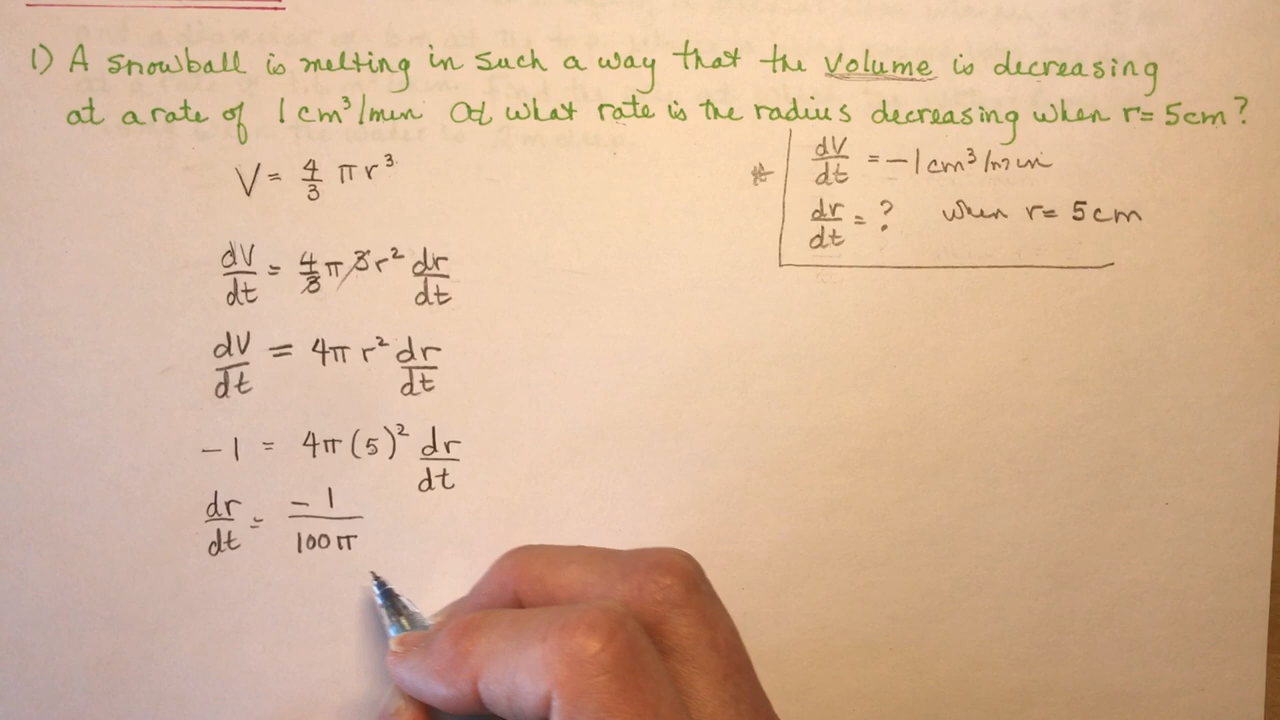 1) A snowball is melting in such a way that the volume is decreasing
at a rate of 1 cm³/min At what rate is the radius decreasing when r = 5cm?
V = 4/3 πr³
* dV/dt = -1 cm³/min
dr/dt = ? when r = 5cm
dV/dt = 4/3 π 3r² dr/dt
dV/dt = 4π r² dr/dt
-1 = 4π(5)² dr/dt
dr/dt = -1/100π